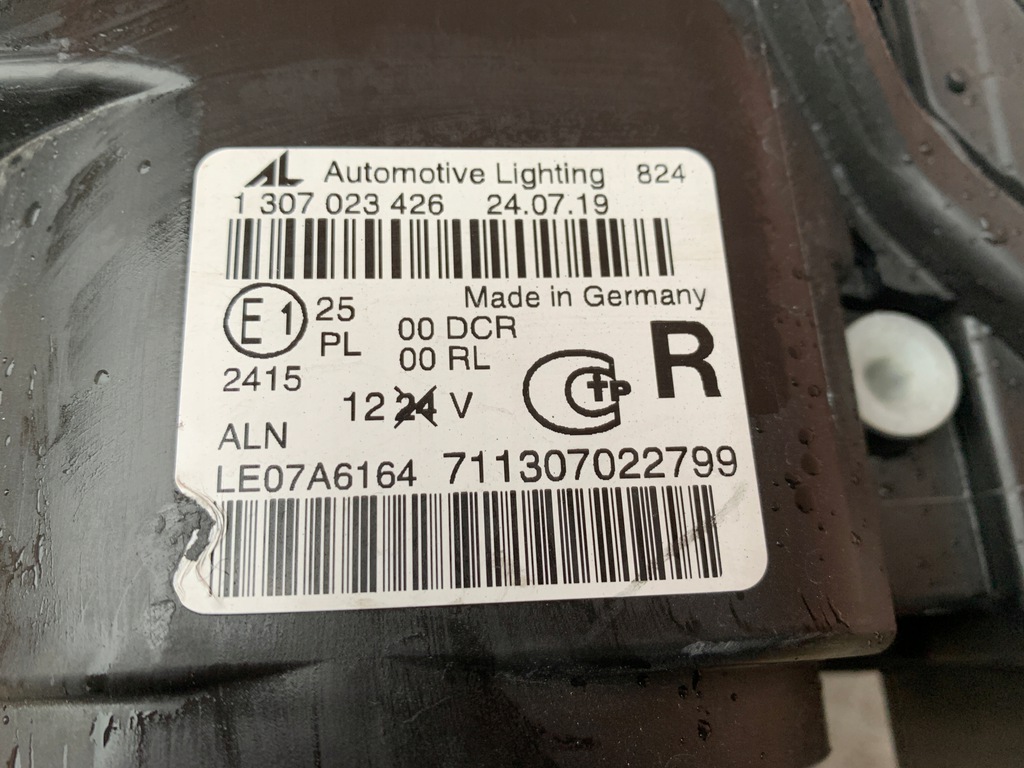 AL Automotive Lighting 824
1 307 023 426 24.07.19
Made in Germany
E1 25 00 DCR
PL 00 RL
R
2415
12 24 V
ALN
LE07A6164 711307022799